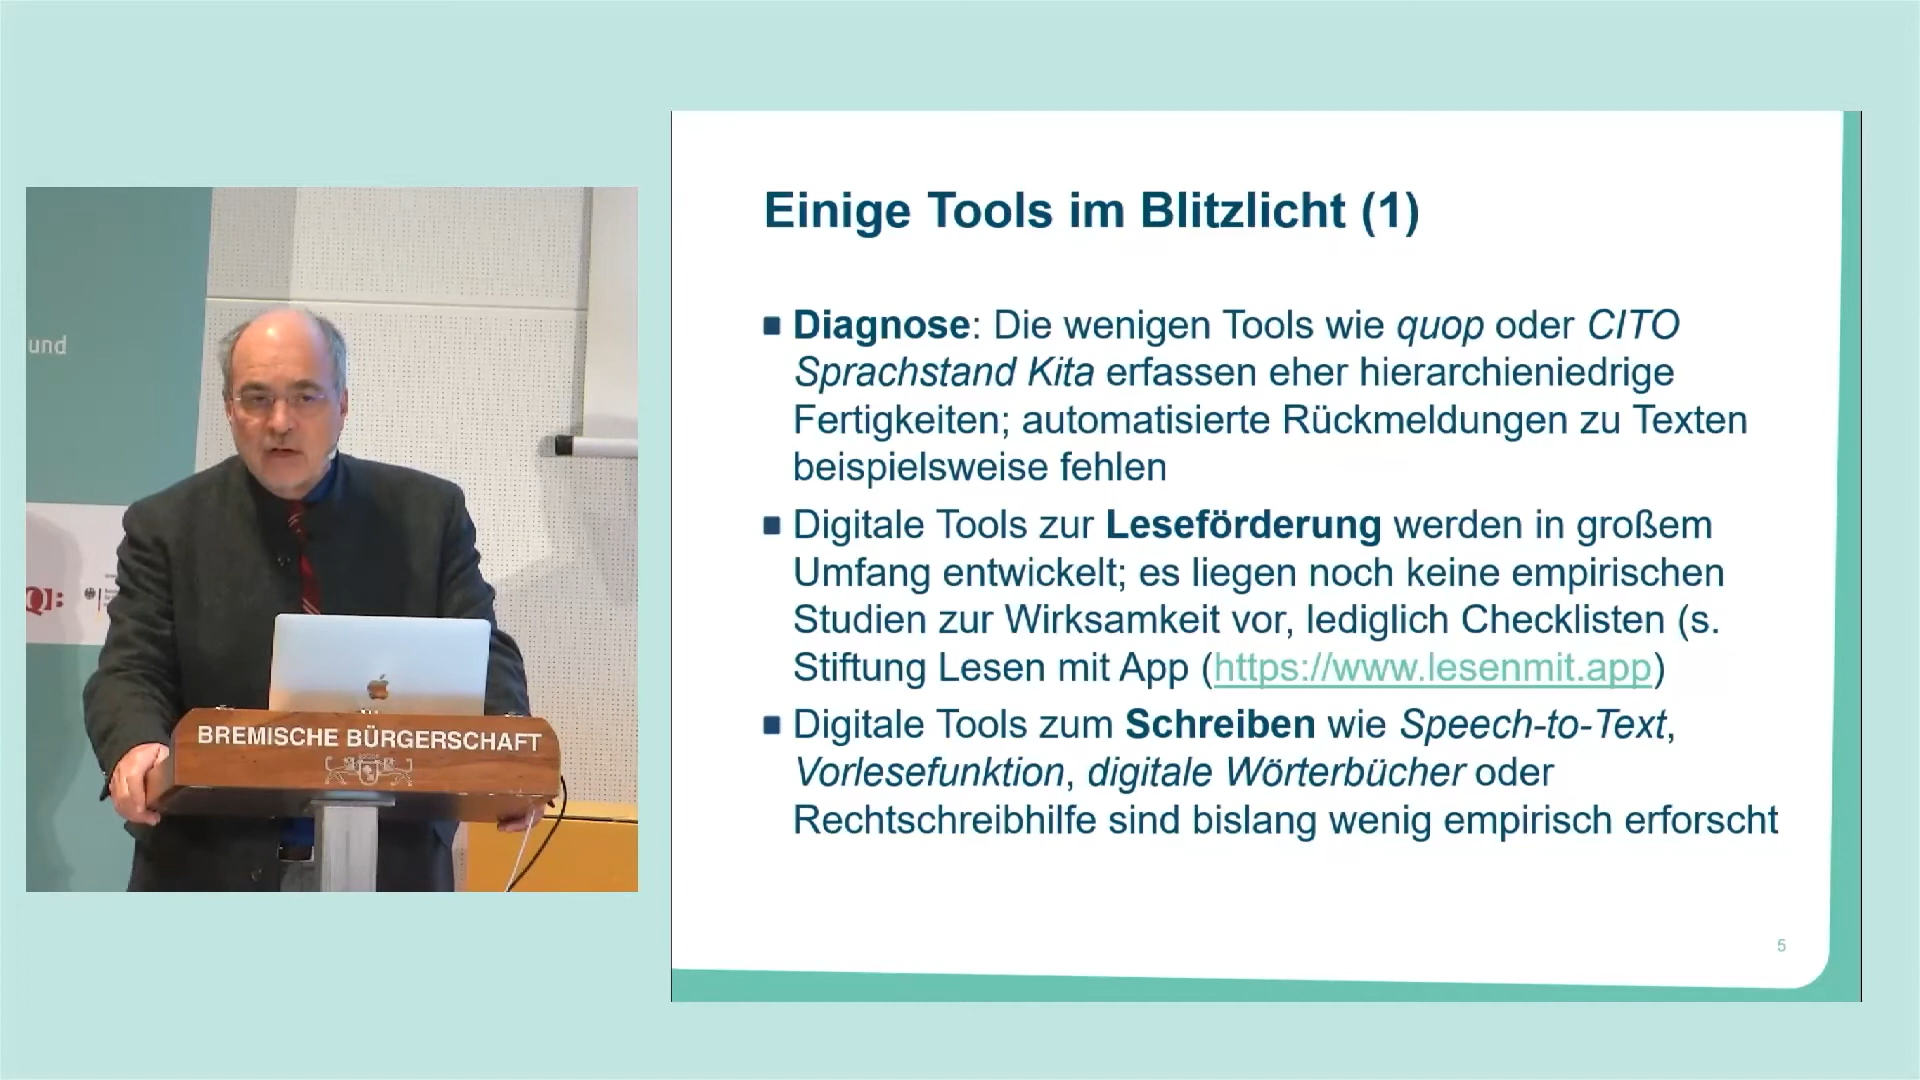 und
QB
BREMISCHE BÜRGERSCHAFT
Einige Tools im Blitzlicht (1)
Diagnose: Die wenigen Tools wie quop oder CITO
Sprachstand Kita erfassen eher hierarchieniedrige
Fertigkeiten; automatisierte Rückmeldungen zu Texten
beispielsweise fehlen
Digitale Tools zur Leseförderung werden in großem
Umfang entwickelt; es liegen noch keine empirischen
Studien zur Wirksamkeit vor, lediglich Checklisten (s.
Stiftung Lesen mit App (https://www.lesenmit.app)
Digitale Tools zum Schreiben wie Speech-to-Text,
Vorlesefunktion, digitale Wörterbücher oder
Rechtschreibhilfe sind bislang wenig empirisch erforscht
5